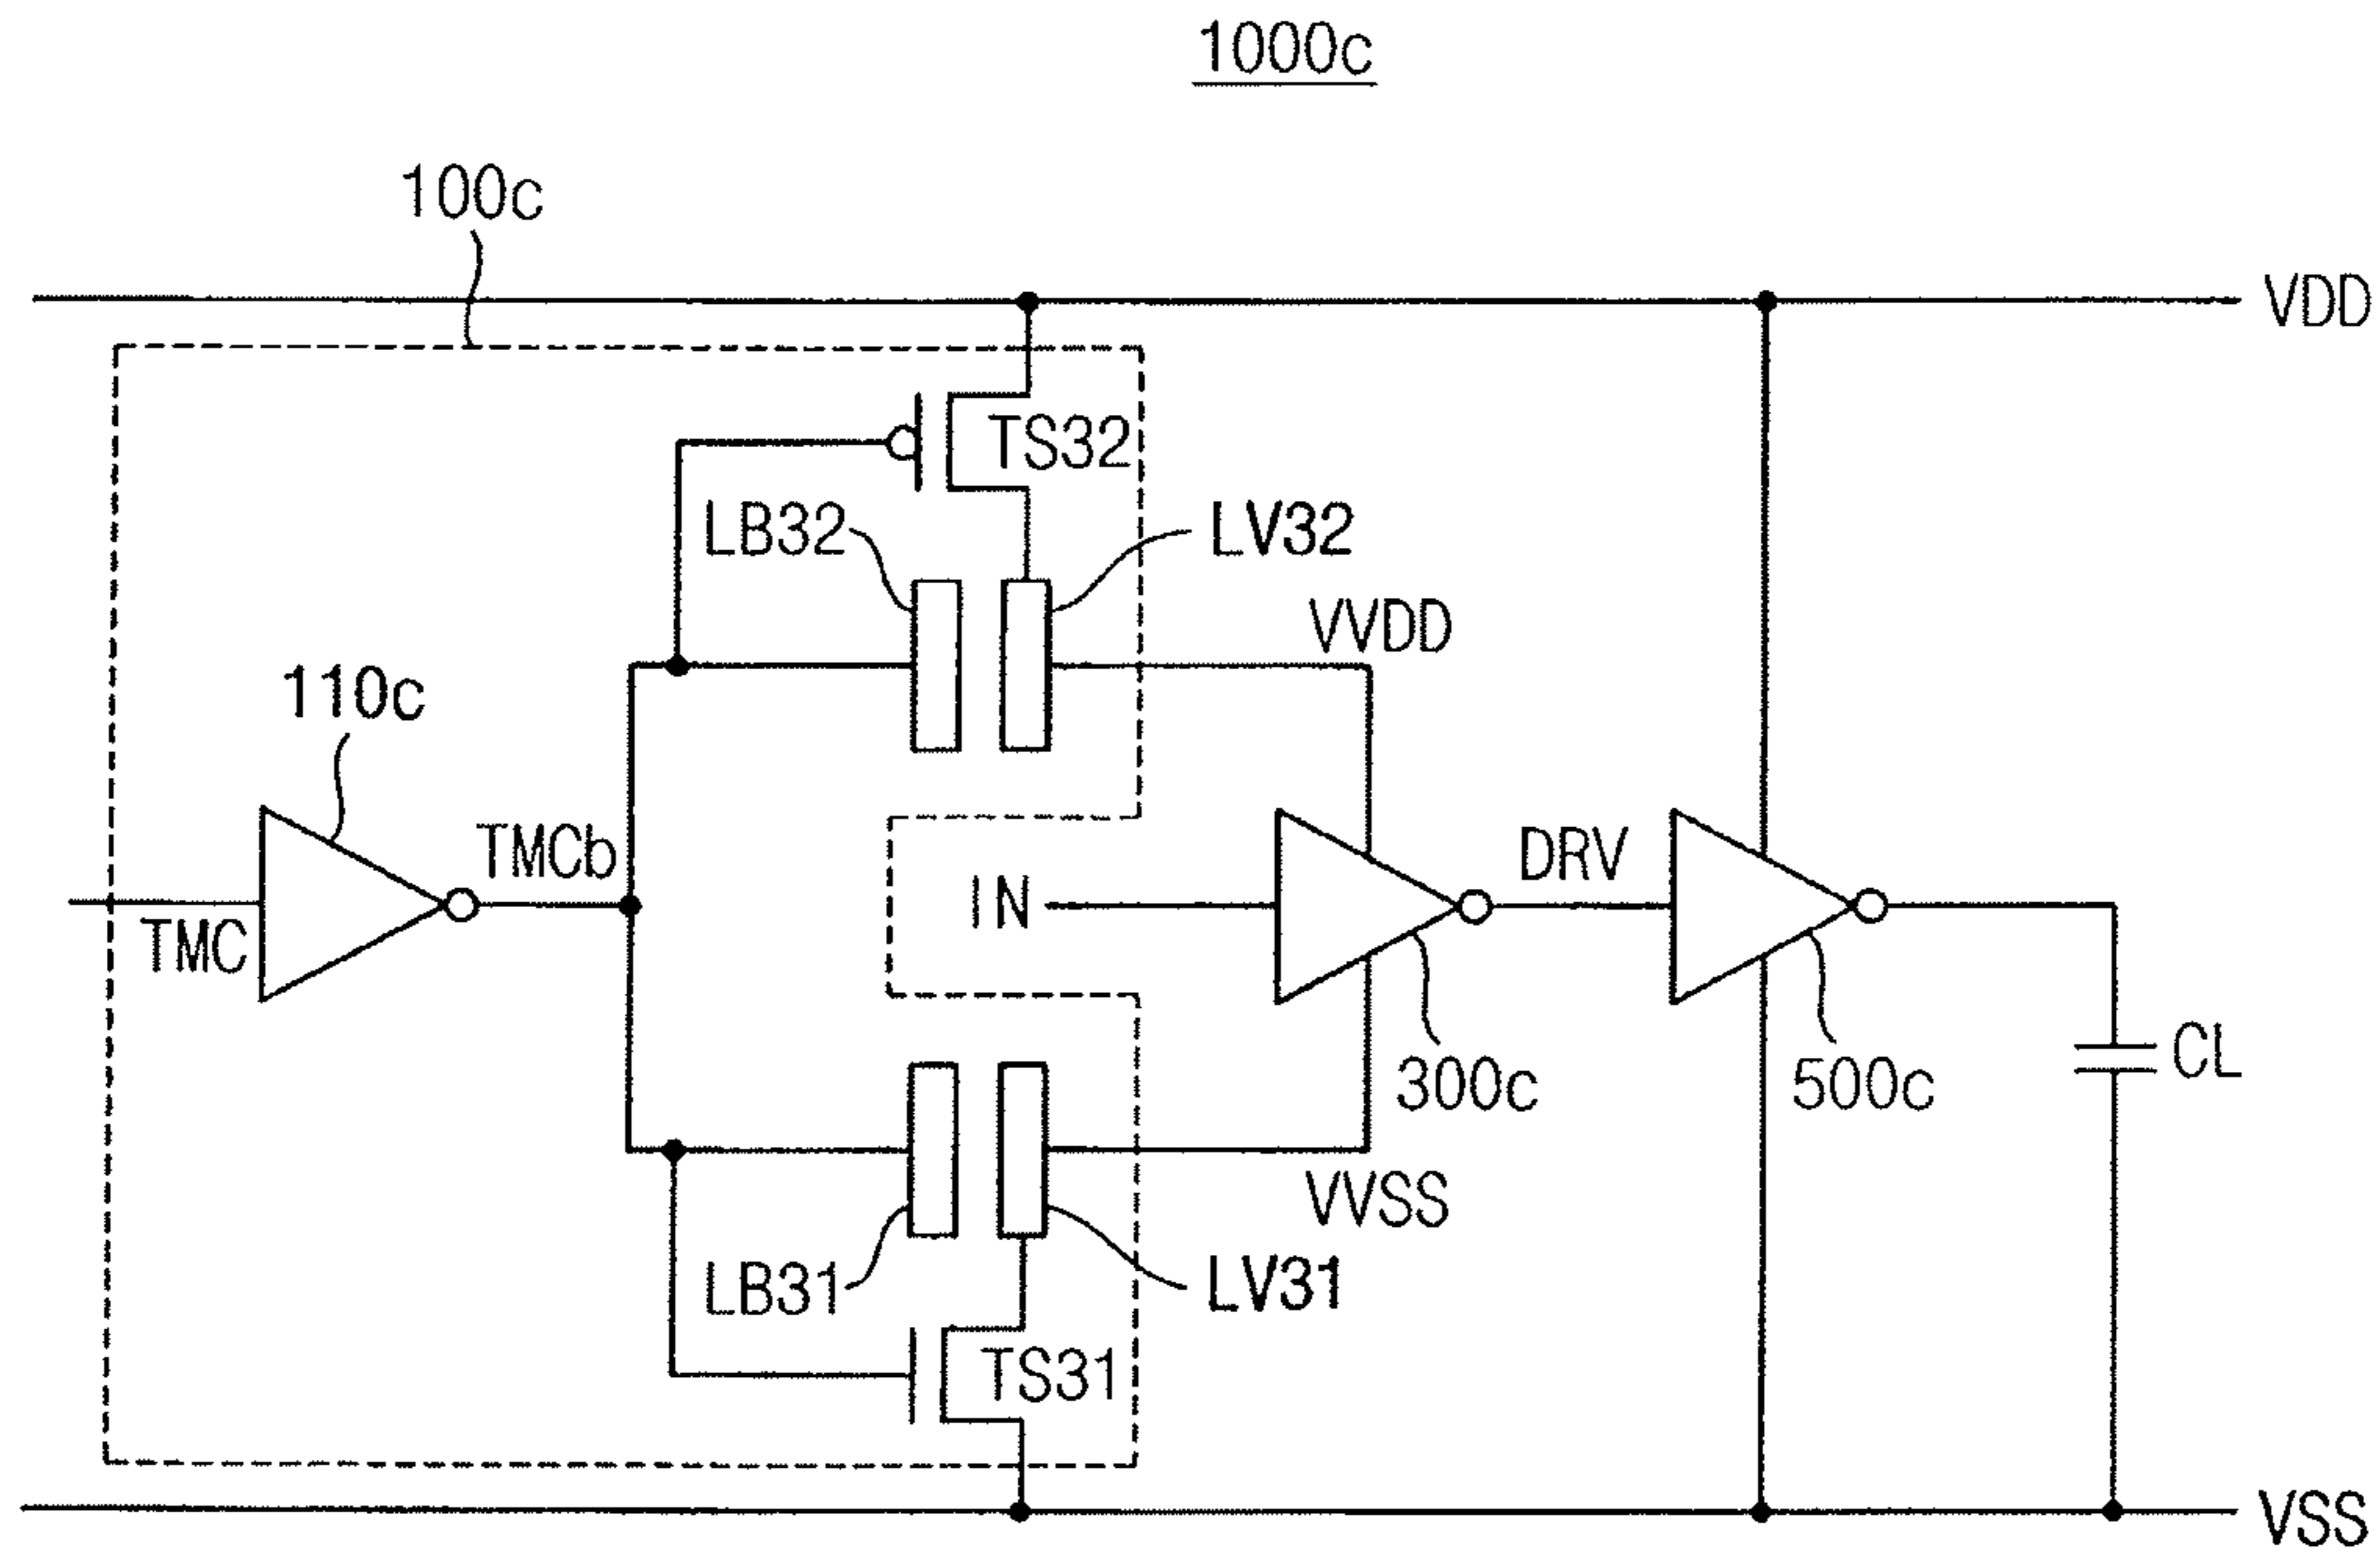 1000c
100c
VDD
TS32
LB32
LV32
VVDD
110c
TMCb
TMC
IN
DRV
300c
500c
CL
VVSS
LB31
LV31
TS31
VSS